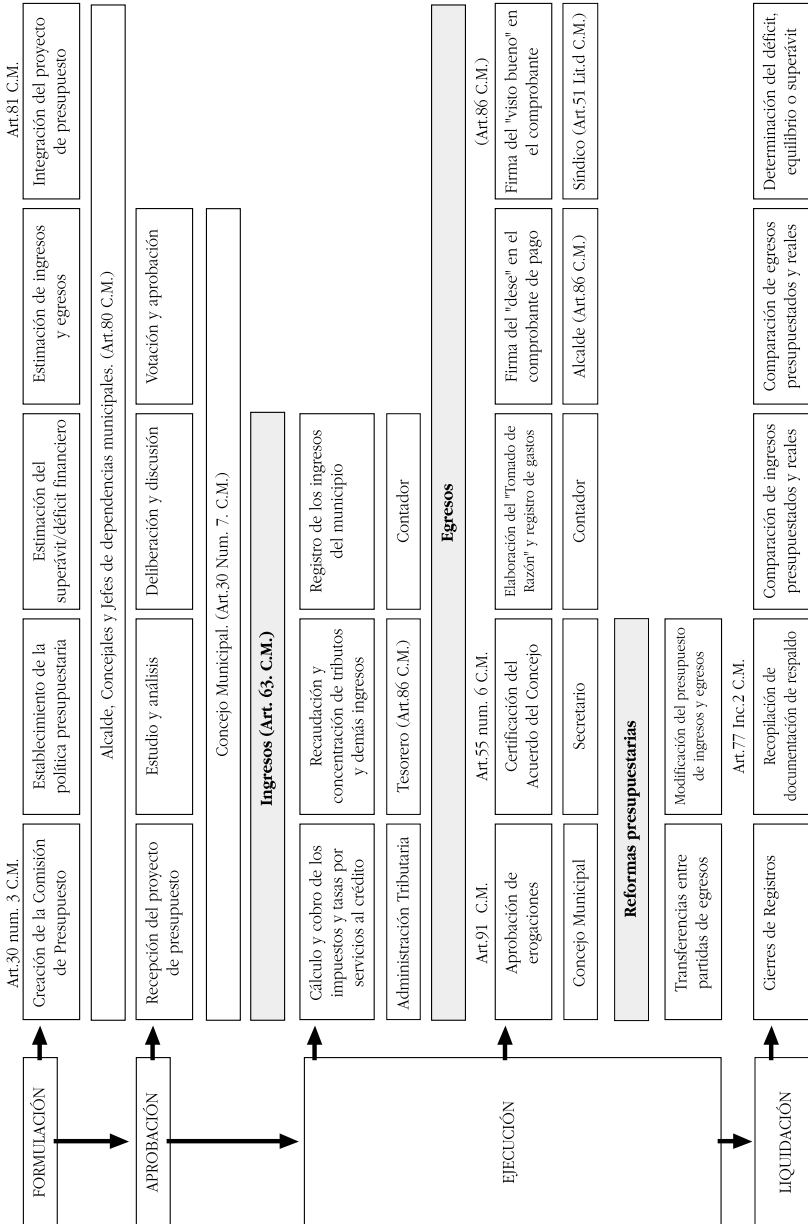 FORMULACIÓN
Art.30 num. 3 C.M.
Creación de la Comisión
de Presupuesto
Establecimiento de la
política presupuestaria
Estimación del
superávit/déficit financiero
Estimación de ingresos
y egresos
Art.81 C.M.
Integración del proyecto
de presupuesto
Alcalde, Concejales y Jefes de dependencias municipales. (Art.80 C.M.)
APROBACIÓN
Recepción del proyecto
de presupuesto
Estudio y análisis
Deliberación y discusión
Votación y aprobación
Concejo Municipal. (Art.30 Num. 7. C.M.)
EJECUCIÓN
Ingresos (Art. 63. C.M.)
Cálculo y cobro de los
impuestos y tasas por
servicios al crédito
Recaudación y
concentración de tributos
y demás ingresos
Registro de los ingresos
del municipio
Administración Tributaria
Tesorero (Art.86 C.M.)
Contador
Egresos
Art.91 C.M.
Aprobación de
erogaciones
Art.55 num. 6 C.M.
Certificación del
Acuerdo del Concejo
Elaboración del "Tomado de
Razón" y registro de gastos
Firma del "dese" en el
comprobante de pago
(Art.86 C.M.)
Firma del "visto bueno" en
el comprobante
Concejo Municipal
Secretario
Contador
Alcalde (Art.86 C.M.)
Síndico (Art.51 Lit.d C.M.)
Reformas presupuestarias
Transferencias entre
partidas de egresos
Modificación del presupuesto
de ingresos y egresos
LIQUIDACIÓN
Cierres de Registros
Art.77 Inc.2 C.M.
Recopilación de
documentación de respaldo
Comparación de ingresos
presupuestados y reales
Comparación de egresos
presupuestados y reales
Determinación del déficit,
equilibrio o superávit